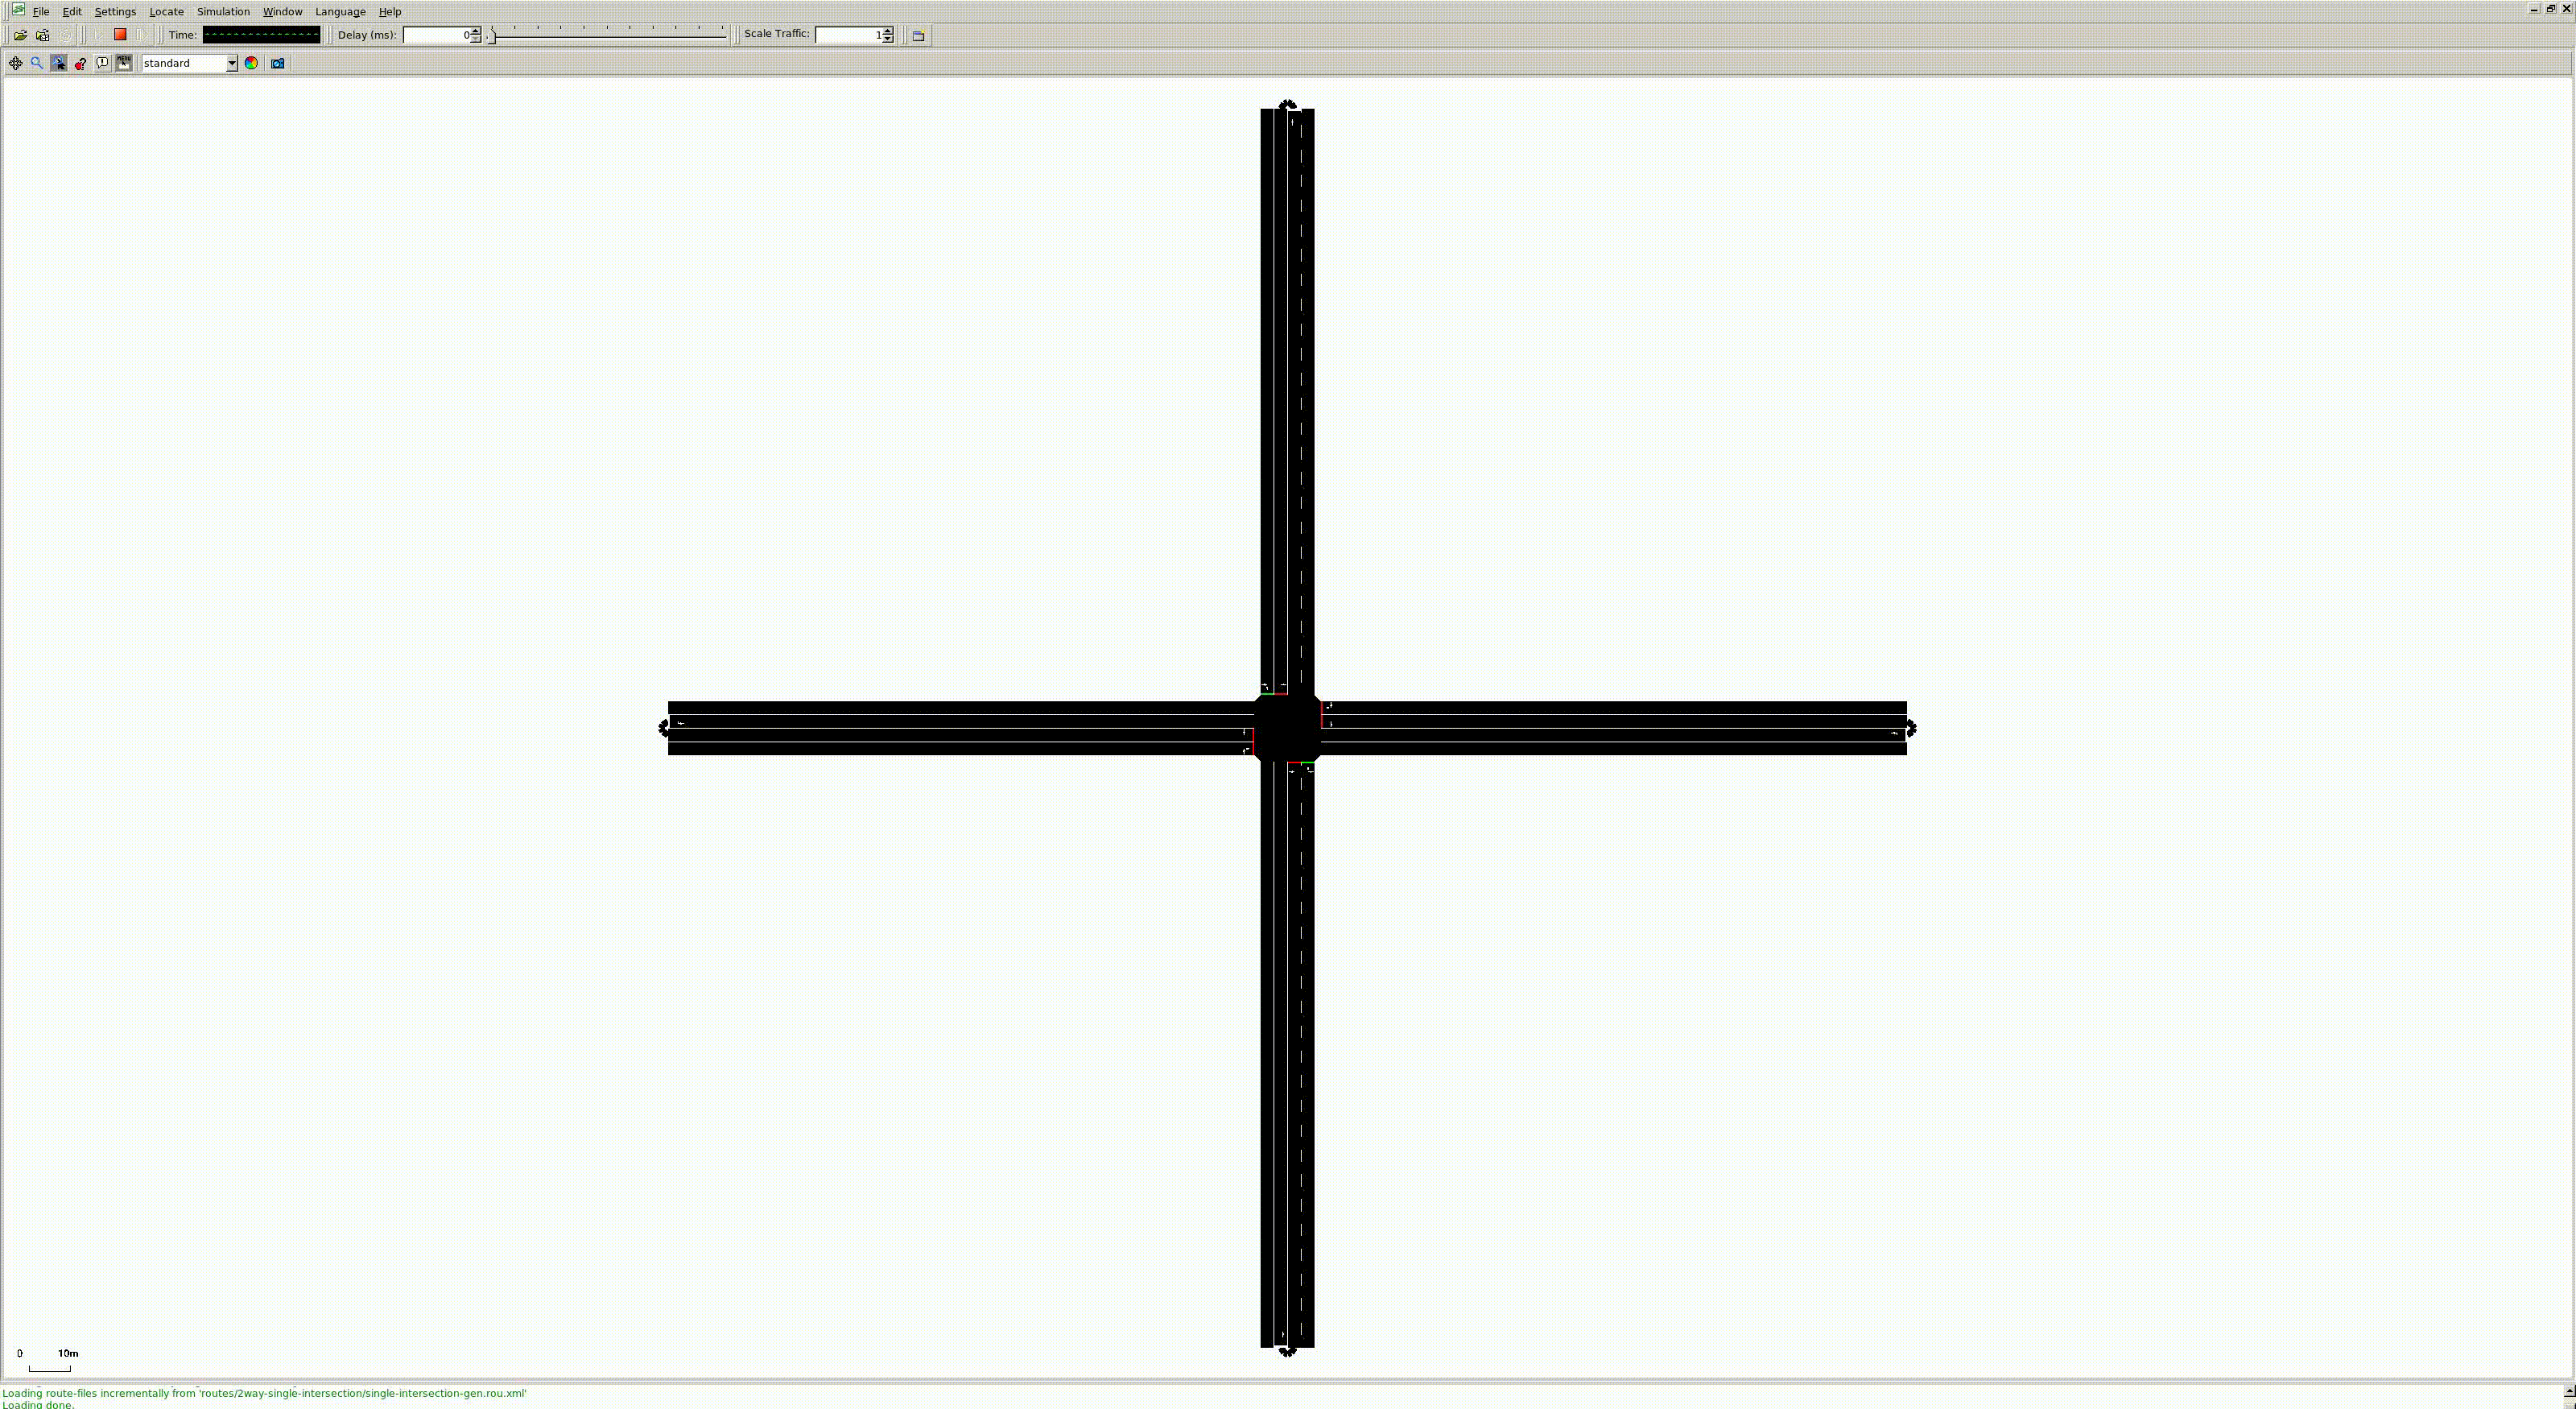 File Edit Settings Locate Simulation Window Language Help
Time: Delay (ms): 0 Scale Traffic: 1
MENU standard
0 10m
Loading route-files incrementally from 'routes/2way-single-intersection/single-intersection-gen.rou.xml'
Loading done.